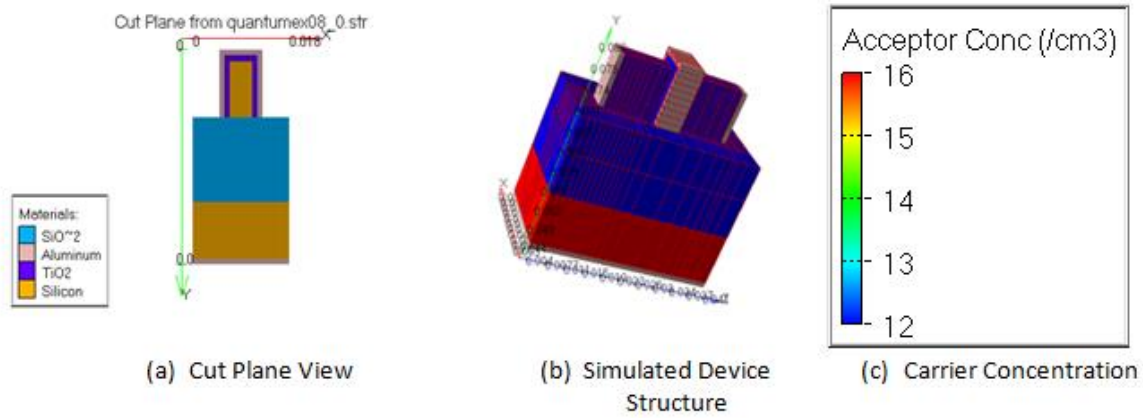 Cut Plane from quantumex08_0.str
X
0 0 0.018
0.0
Y
Materials:
SiO~2
Aluminum
TiO2
Silicon
Y
X
Acceptor Conc (/cm3)
16
15
14
13
12
(a) Cut Plane View
(b) Simulated Device
Structure
(c) Carrier Concentration